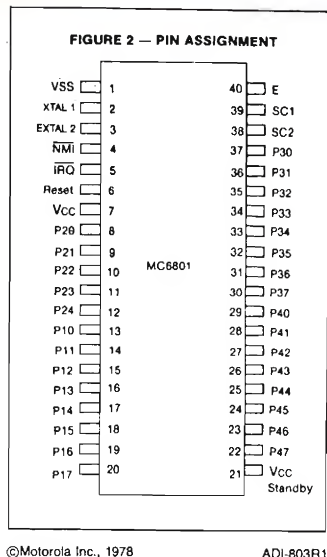 FIGURE 2 — PIN ASSIGNMENT
VSS 1 40 E
XTAL 1 2 39 SC1
EXTAL 2 3 38 SC2
NMI 4 37 P30
IRQ 5 36 P31
Reset 6 35 P32
VCC 7 34 P33
P20 8 33 P34
P21 9 32 P35
P22 10 MC6801 31 P36
P23 11 30 P37
P24 12 29 P40
P10 13 28 P41
P11 14 27 P42
P12 15 26 P43
P13 16 25 P44
P14 17 24 P45
P15 18 23 P46
P16 19 22 P47
P17 20 21 VCC
Standby
©Motorola Inc., 1978 ADI-803R1